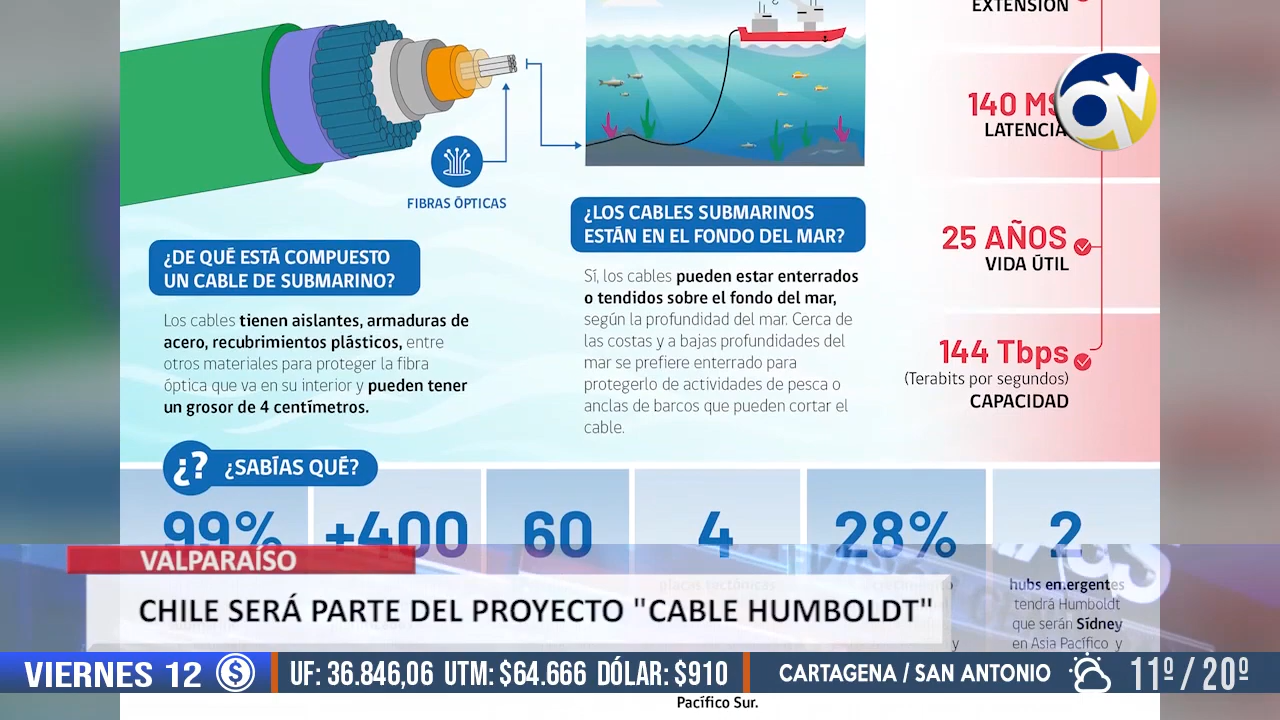 EXTENSIÓN
140 MS
LATENCIA
FIBRAS ÓPTICAS
¿LOS CABLES SUBMARINOS
ESTÁN EN EL FONDO DEL MAR?
25 AÑOS
VIDA ÚTIL
¿DE QUÉ ESTÁ COMPUESTO
UN CABLE DE SUBMARINO?
Sí, los cables pueden estar enterrados
o tendidos sobre el fondo del mar,
según la profundidad del mar. Cerca de
las costas y a bajas profundidades del
mar se prefiere enterrado para
protegerlo de actividades de pesca o
anclas de barcos que pueden cortar el
cable.
Los cables tienen aislantes, armaduras de
acero, recubrimientos plásticos, entre
otros materiales para proteger la fibra
óptica que va en su interior y pueden tener
un grosor de 4 centímetros.
144 Tbps
(Terabits por segundos)
CAPACIDAD
¿? ¿SABÍAS QUÉ?
99% +400 60 4 28% 2
VALPARAÍSO
placas tectónicas
hubs emergentes
tendrá Humboldt
que serán Sídney
en Asia Pacífico y
CHILE SERÁ PARTE DEL PROYECTO "CABLE HUMBOLDT"
VIERNES 12 $ UF: 36.846,06 UTM: $64.666 DÓLAR: $910 CARTAGENA / SAN ANTONIO 11º / 20º
Pacífico Sur.